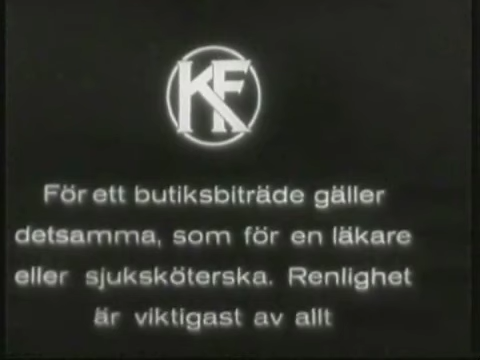 KF
För ett butiksbiträde gäller
detsamma, som för en läkare
eller sjuksköterska. Renlighet
är viktigast av allt